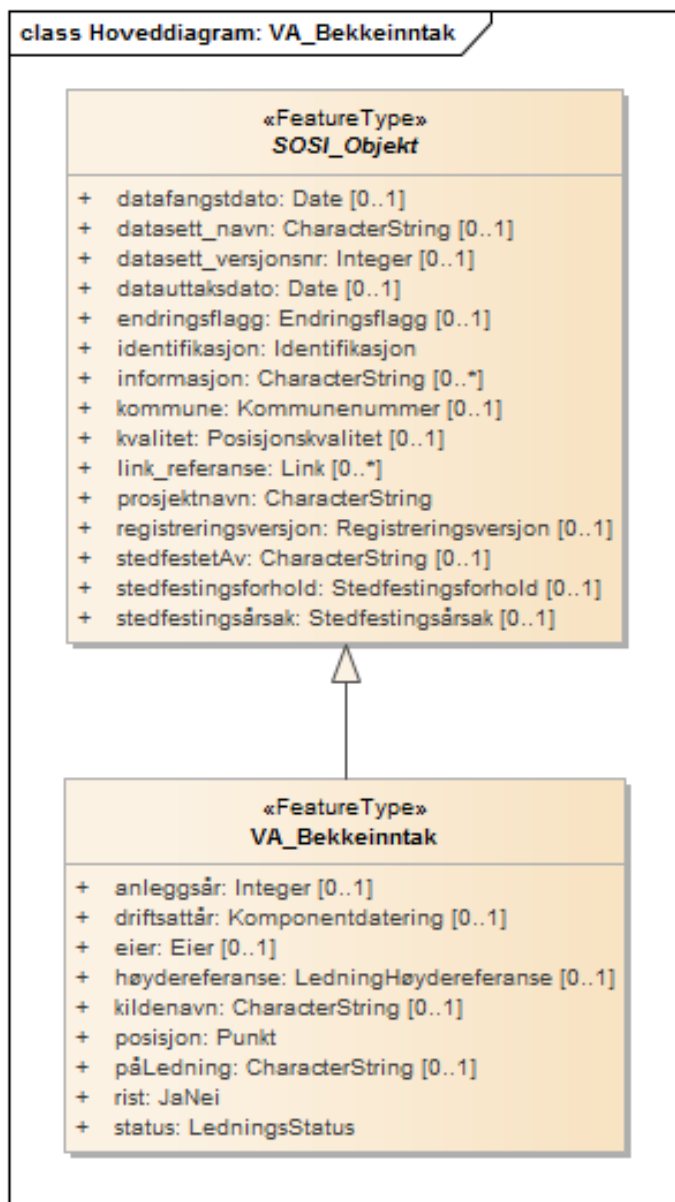 class Hoveddiagram: VA_Bekkeinntak
«FeatureType»
SOSI_Objekt
+ datafangstdato: Date [0..1]
+ datasett_navn: CharacterString [0..1]
+ datasett_versjonsnr: Integer [0..1]
+ datauttaksdato: Date [0..1]
+ endringsflagg: Endringsflagg [0..1]
+ identifikasjon: Identifikasjon
+ informasjon: CharacterString [0..*]
+ kommune: Kommunenummer [0..1]
+ kvalitet: Posisjonskvalitet [0..1]
+ link_referanse: Link [0..*]
+ prosjektnavn: CharacterString
+ registreringsversjon: Registreringsversjon [0..1]
+ stedfestetAv: CharacterString [0..1]
+ stedfestingsforhold: Stedfestingsforhold [0..1]
+ stedfestingsårsak: Stedfestingsårsak [0..1]
«FeatureType»
VA_Bekkeinntak
+ anleggsår: Integer [0..1]
+ driftsattår: Komponentdatering [0..1]
+ eier: Eier [0..1]
+ høydereferanse: LedningHøydereferanse [0..1]
+ kildenavn: CharacterString [0..1]
+ posisjon: Punkt
+ påLedning: CharacterString [0..1]
+ rist: JaNei
+ status: LedningsStatus